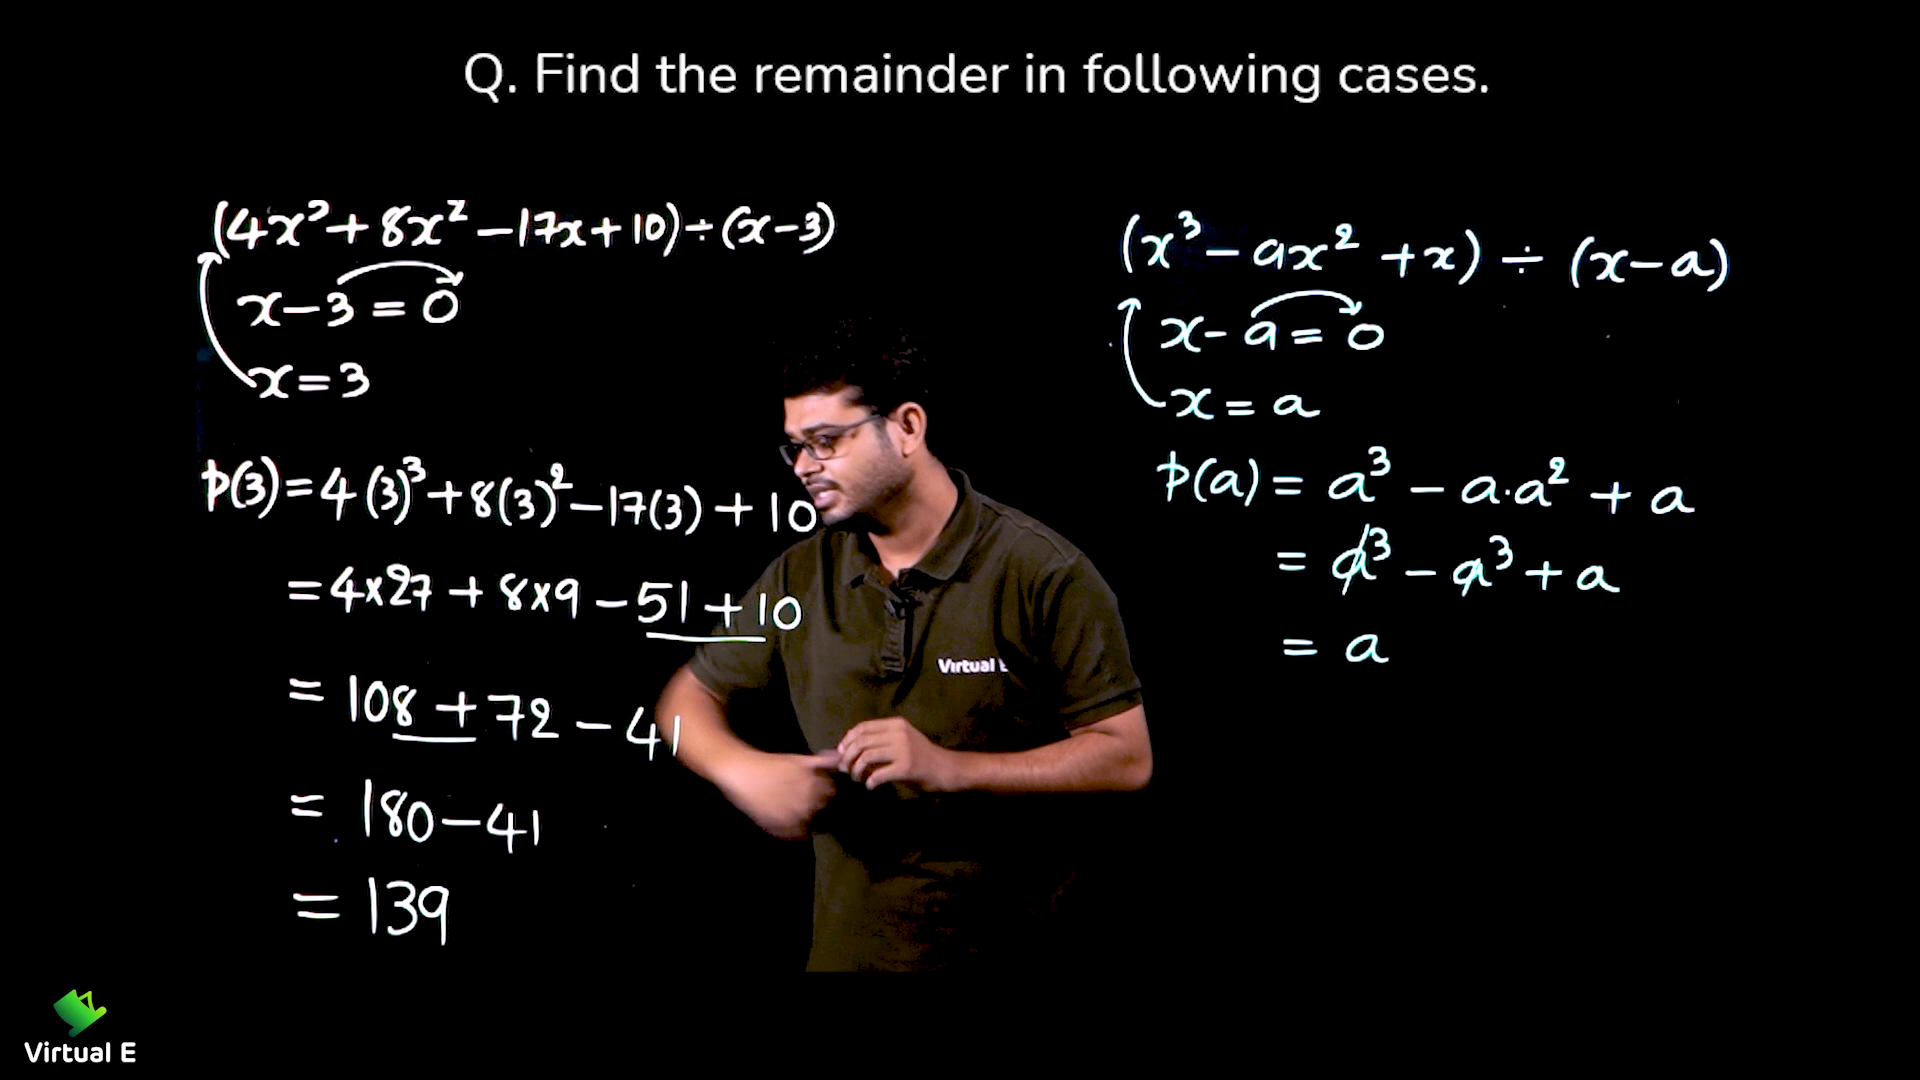 Q. Find the remainder in following cases.
(4x³ + 8x² – 17x + 10) ÷ (x – 3)
x – 3 = 0
x = 3
p(3) = 4(3)³ + 8(3)² – 17(3) + 10
= 4×27 + 8×9 – 51 + 10
= 108 + 72 – 41
= 180 – 41
= 139
(x³ – ax² + x) ÷ (x – a)
x – a = 0
x = a
p(a) = a³ – a·a² + a
= a³ – a³ + a
= a
Virtual E
Virtual E